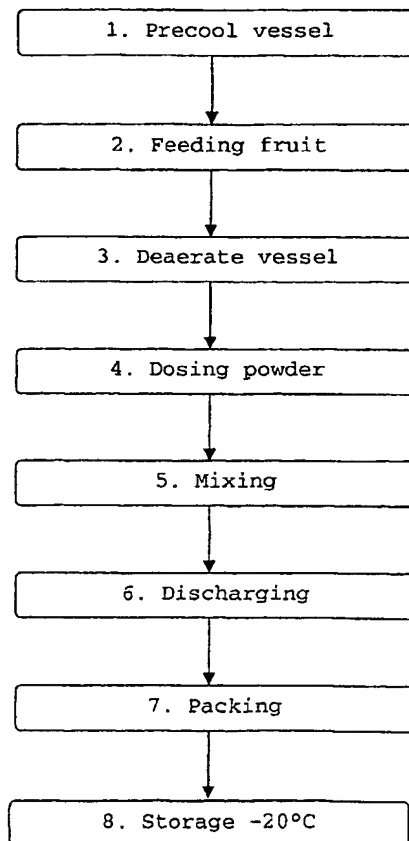 1. Precool vessel
2. Feeding fruit
3. Deaerate vessel
4. Dosing powder
5. Mixing
6. Discharging
7. Packing
8. Storage -20°C